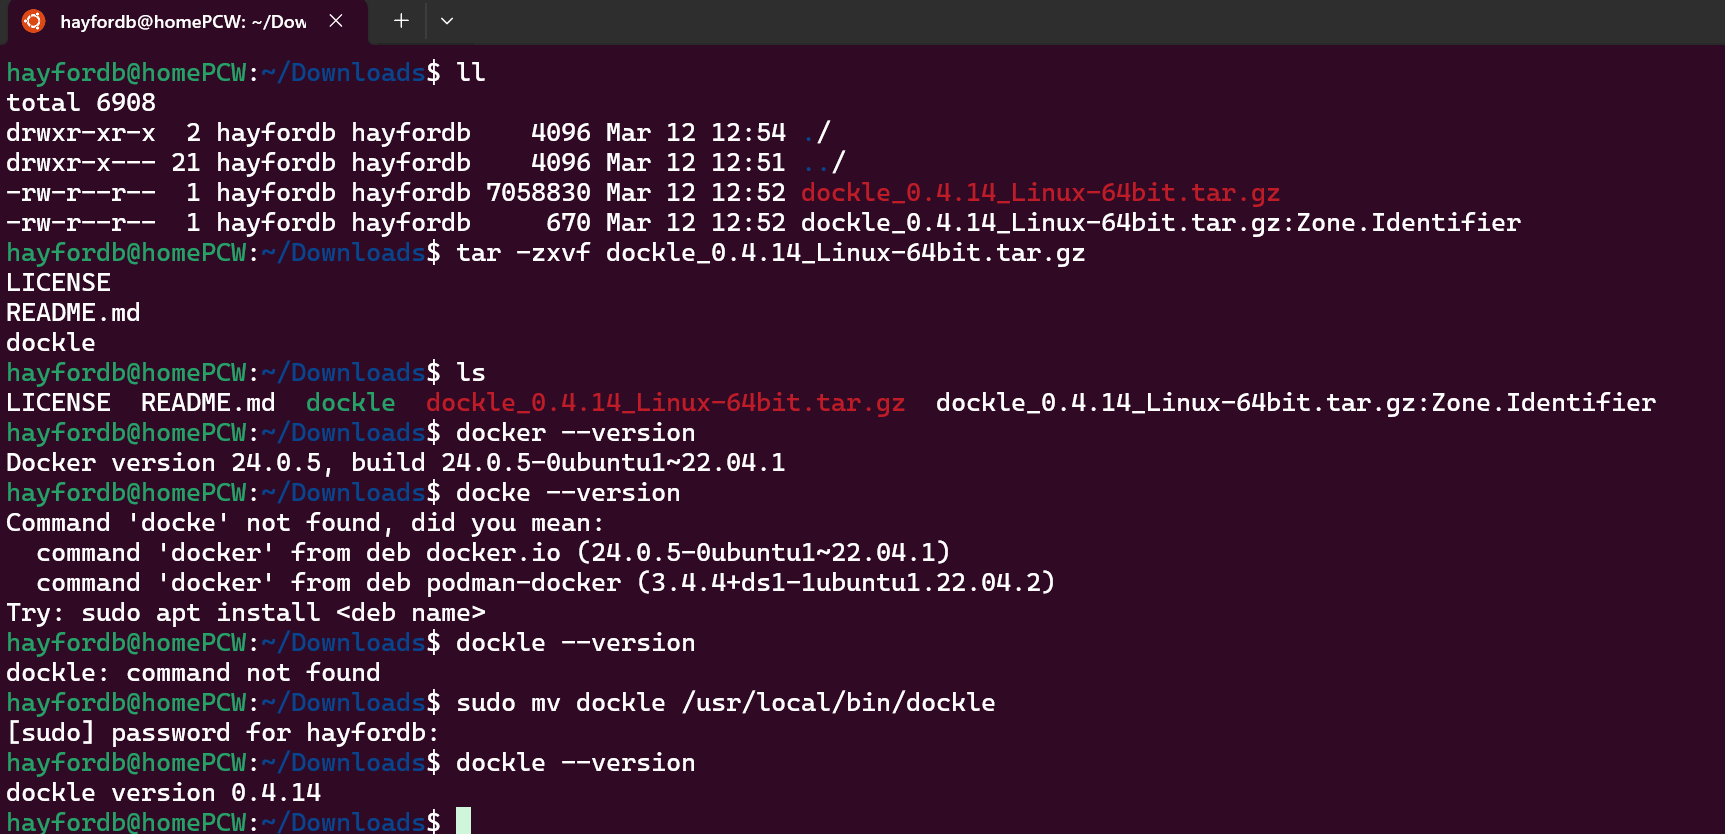 hayfordb@homePCW: ~/Dow
hayfordb@homePCW:~/Downloads$ ll
total 6908
drwxr-xr-x  2 hayfordb hayfordb    4096 Mar 12 12:54 ./
drwxr-x--- 21 hayfordb hayfordb    4096 Mar 12 12:51 ../
-rw-r--r--  1 hayfordb hayfordb 7058830 Mar 12 12:52 dockle_0.4.14_Linux-64bit.tar.gz
-rw-r--r--  1 hayfordb hayfordb     670 Mar 12 12:52 dockle_0.4.14_Linux-64bit.tar.gz:Zone.Identifier
hayfordb@homePCW:~/Downloads$ tar -zxvf dockle_0.4.14_Linux-64bit.tar.gz
LICENSE
README.md
dockle
hayfordb@homePCW:~/Downloads$ ls
LICENSE  README.md  dockle  dockle_0.4.14_Linux-64bit.tar.gz  dockle_0.4.14_Linux-64bit.tar.gz:Zone.Identifier
hayfordb@homePCW:~/Downloads$ docker --version
Docker version 24.0.5, build 24.0.5-0ubuntu1~22.04.1
hayfordb@homePCW:~/Downloads$ docke --version
Command 'docke' not found, did you mean:
  command 'docker' from deb docker.io (24.0.5-0ubuntu1~22.04.1)
  command 'docker' from deb podman-docker (3.4.4+ds1-1ubuntu1.22.04.2)
Try: sudo apt install <deb name>
hayfordb@homePCW:~/Downloads$ dockle --version
dockle: command not found
hayfordb@homePCW:~/Downloads$ sudo mv dockle /usr/local/bin/dockle
[sudo] password for hayfordb:
hayfordb@homePCW:~/Downloads$ dockle --version
dockle version 0.4.14
hayfordb@homePCW:~/Downloads$